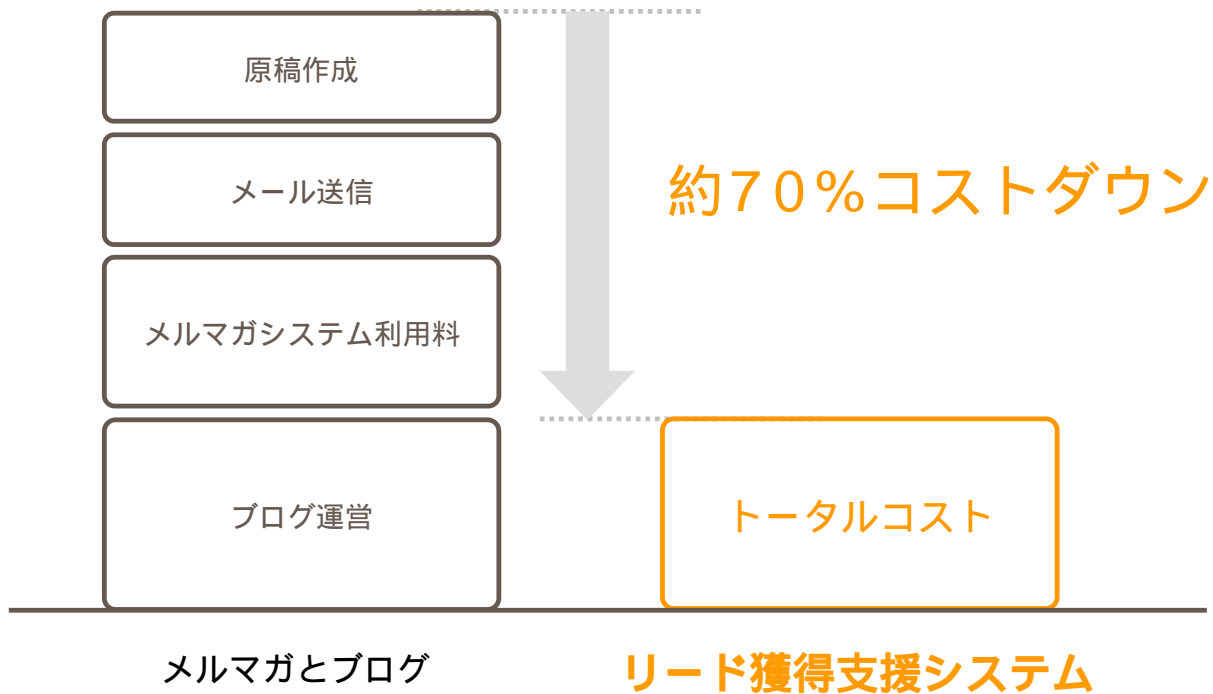 原稿作成
メール送信
約７０％コストダウン
メルマガシステム利用料
ブログ運営
トータルコスト
メルマガとブログ
リード獲得支援システム